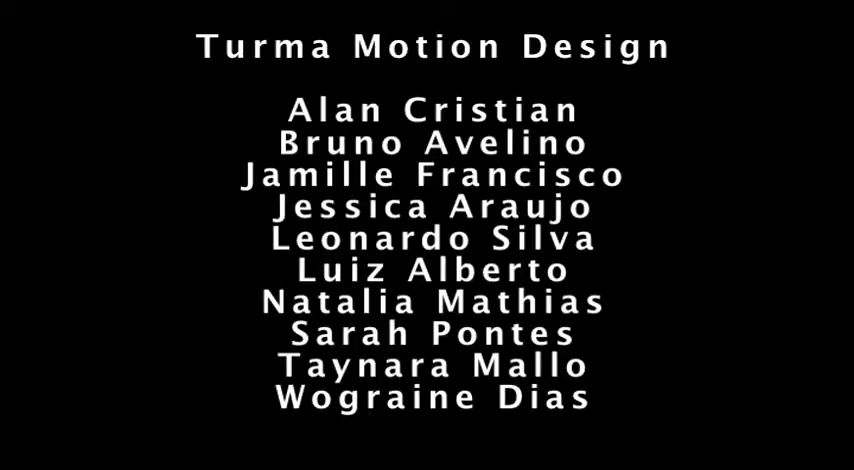 Turma Motion Design
Alan Cristian
Bruno Avelino
Jamille Francisco
Jessica Araujo
Leonardo Silva
Luiz Alberto
Natalia Mathias
Sarah Pontes
Taynara Mallo
Wograine Dias